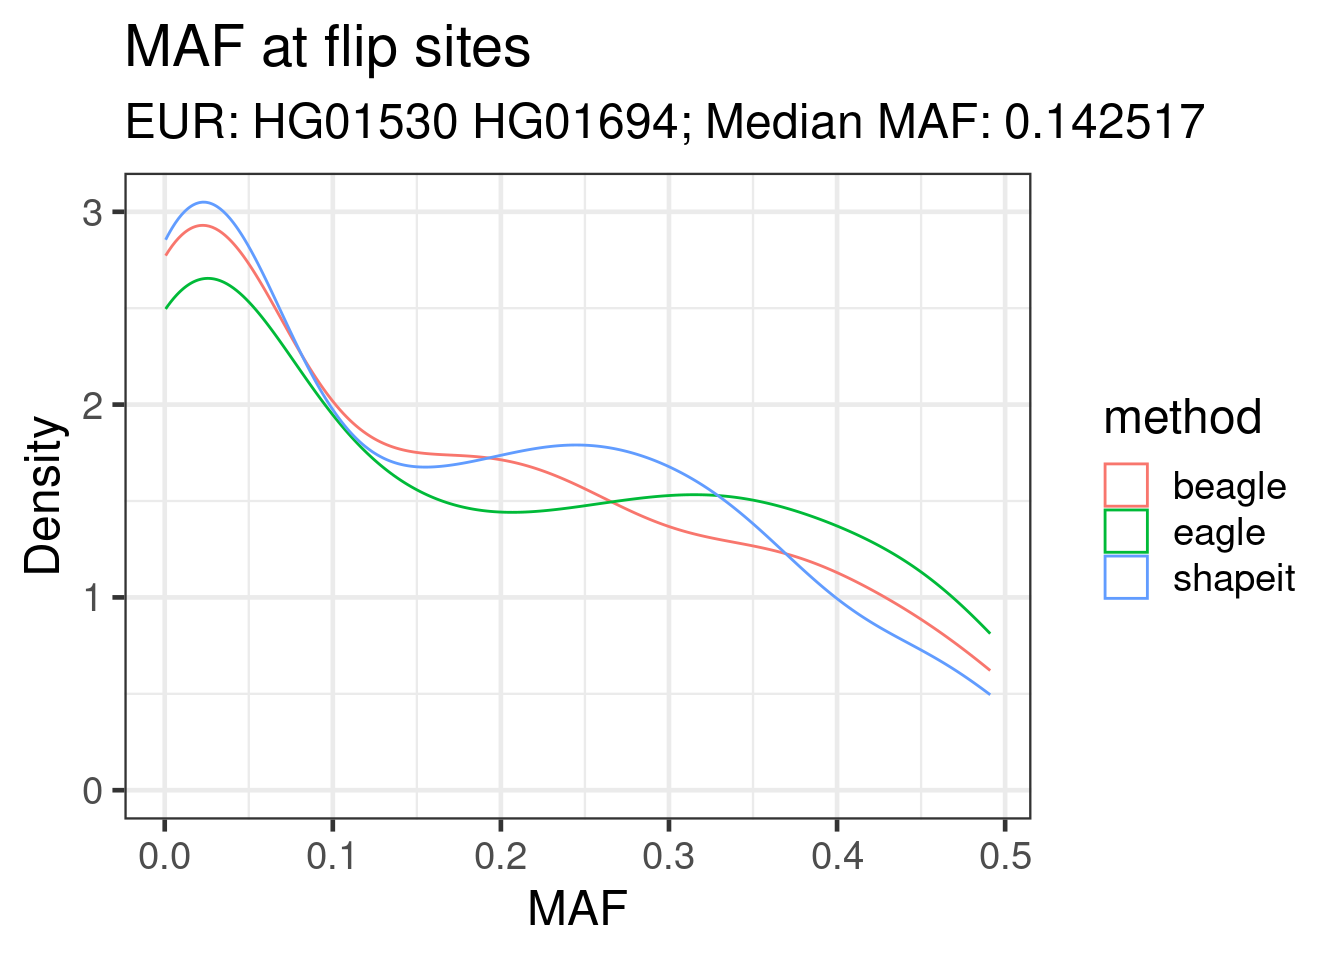 MAF at flip sites
EUR: HG01530 HG01694; Median MAF: 0.142517
3
2
1
0
Density
0.0 0.1 0.2 0.3 0.4 0.5
MAF
method
beagle
eagle
shapeit